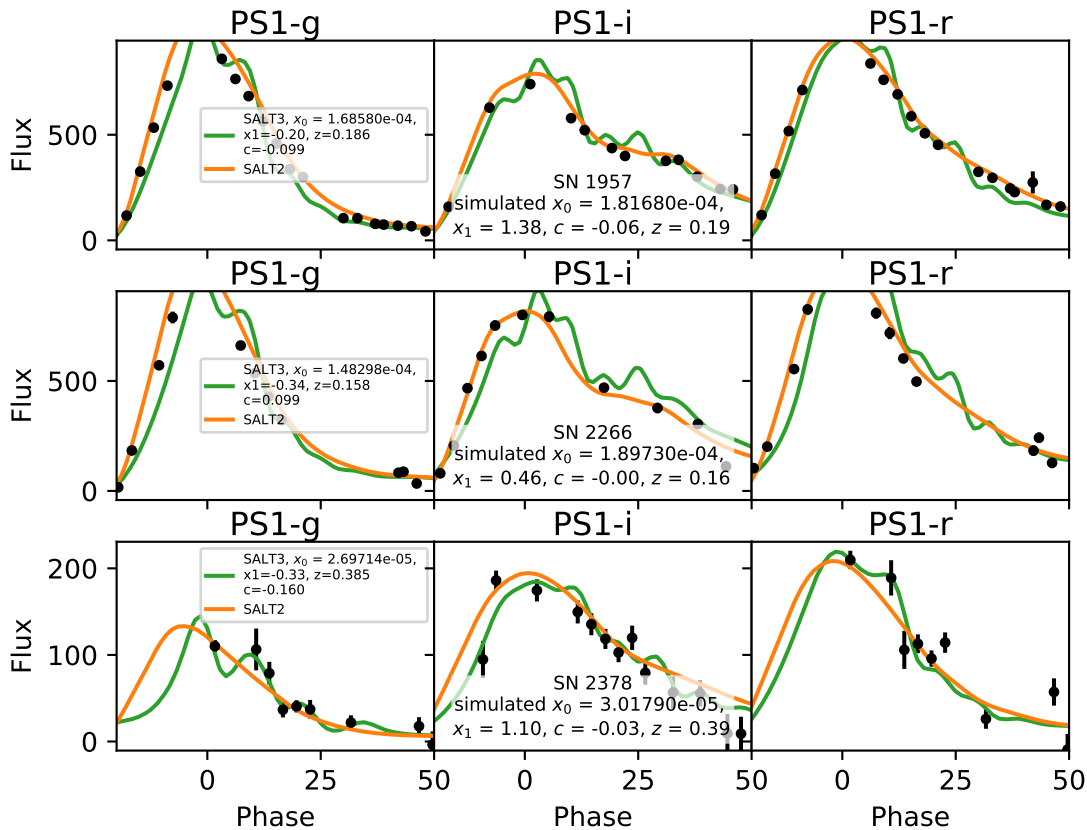 PS1-g PS1-i PS1-r
Flux
500
0
SALT3, x₀ = 1.68580e-04,
x1=-0.20, z=0.186
c=-0.099
SALT2
SN 1957
simulated x₀ = 1.81680e-04,
x₁ = 1.38, c = -0.06, z = 0.19
PS1-g PS1-i PS1-r
Flux
500
0
SALT3, x₀ = 1.48298e-04,
x1=-0.34, z=0.158
c=0.099
SALT2
SN 2266
simulated x₀ = 1.89730e-04,
x₁ = 0.46, c = -0.00, z = 0.16
PS1-g PS1-i PS1-r
Flux
200
100
0
SALT3, x₀ = 2.69714e-05,
x1=-0.33, z=0.385
c=-0.160
SALT2
SN 2378
simulated x₀ = 3.01790e-05,
x₁ = 1.10, c = -0.03, z = 0.39
0 25 50 0 25 50 0 25 50
Phase Phase Phase